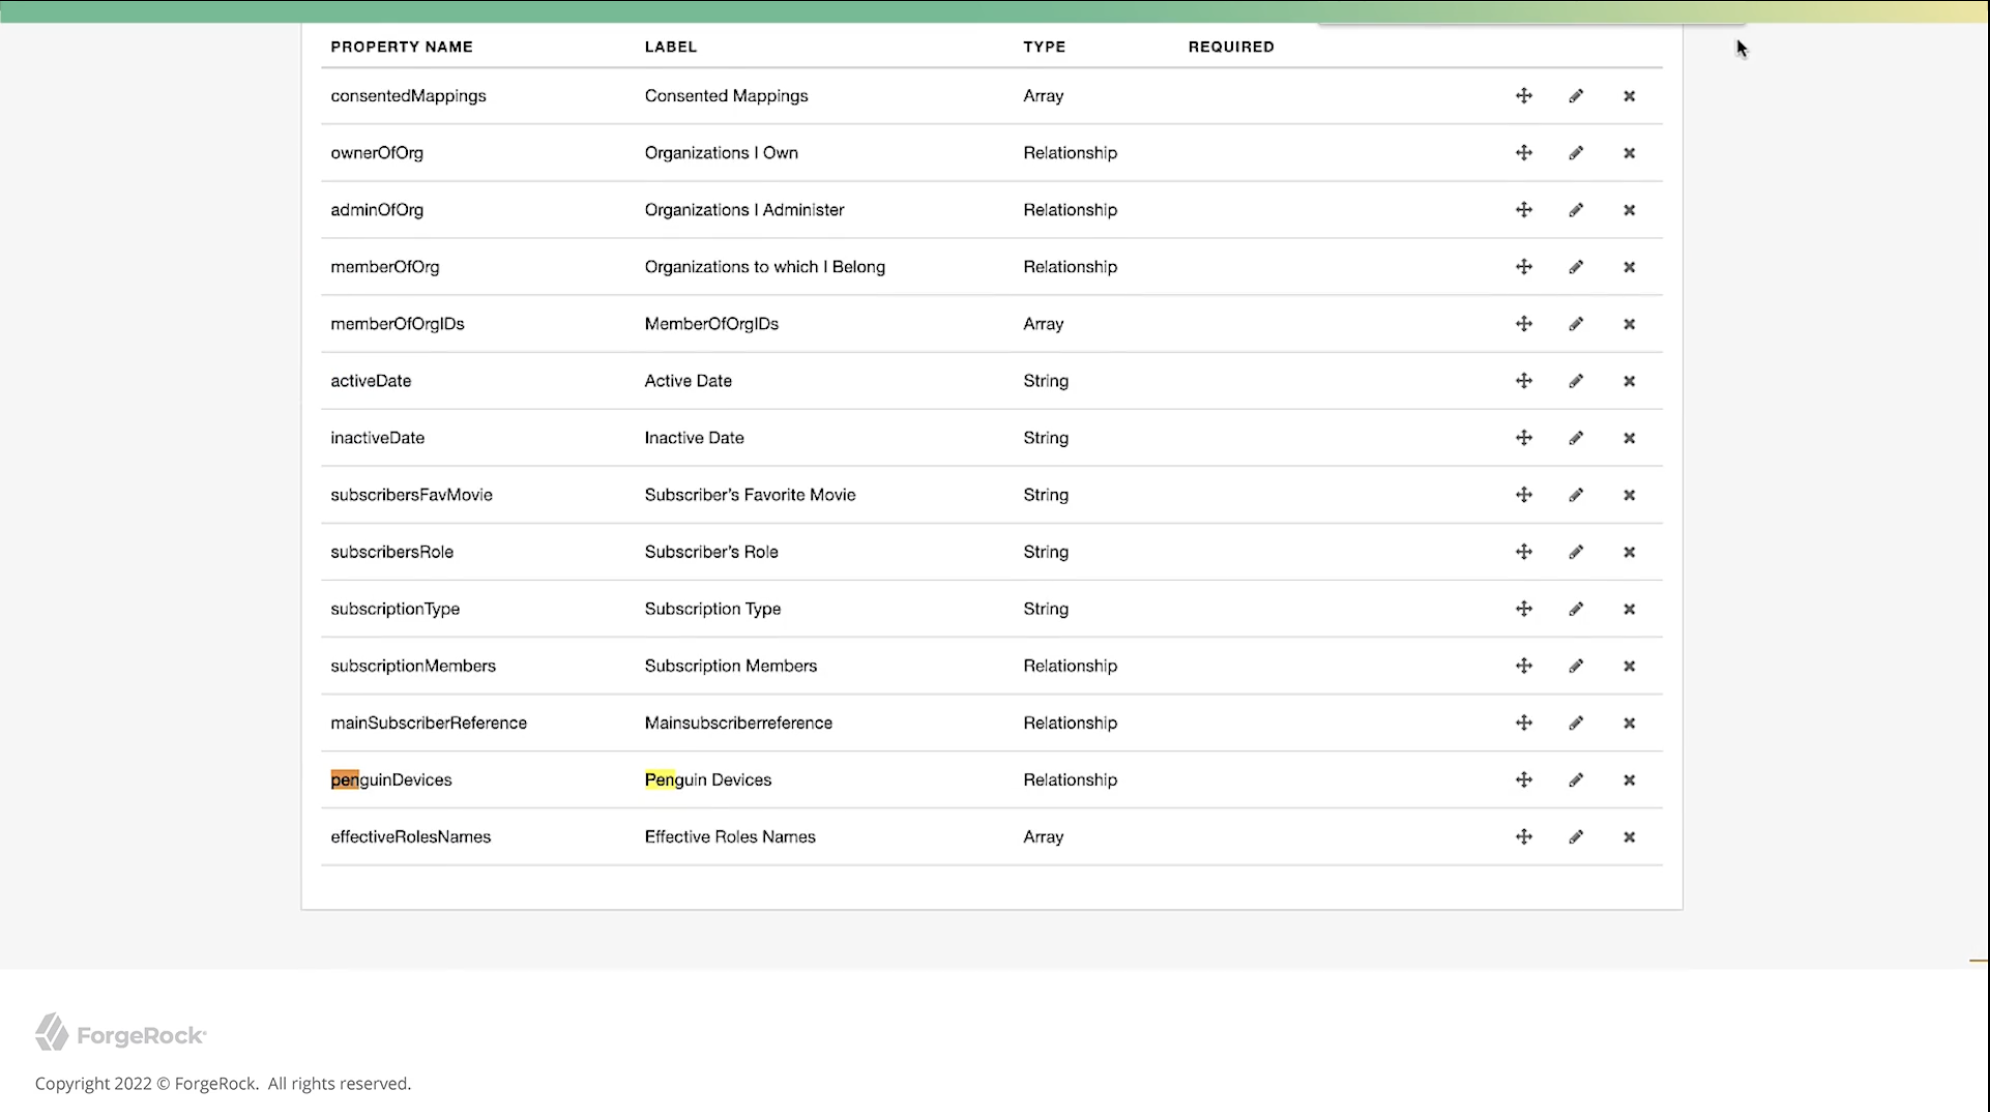 PROPERTY NAME LABEL TYPE REQUIRED
consentedMappings Consented Mappings Array
ownerOfOrg Organizations I Own Relationship
adminOfOrg Organizations I Administer Relationship
memberOfOrg Organizations to which I Belong Relationship
memberOfOrgIDs MemberOfOrgIDs Array
activeDate Active Date String
inactiveDate Inactive Date String
subscribersFavMovie Subscriber's Favorite Movie String
subscribersRole Subscriber's Role String
subscriptionType Subscription Type String
subscriptionMembers Subscription Members Relationship
mainSubscriberReference Mainsubscriberreference Relationship
penguinDevices Penguin Devices Relationship
effectiveRolesNames Effective Roles Names Array
ForgeRock
Copyright 2022 © ForgeRock. All rights reserved.